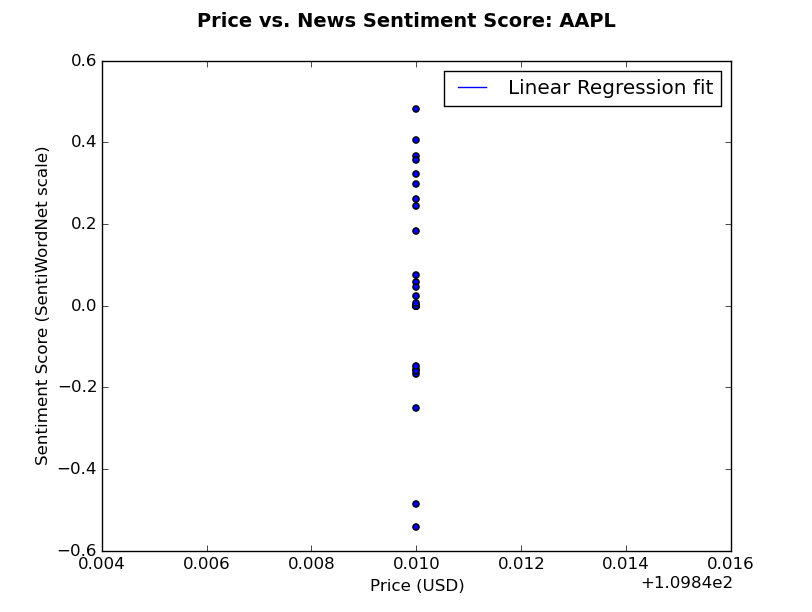 Price vs. News Sentiment Score: AAPL
Linear Regression fit
0.6
0.4
0.2
0.0
−0.2
−0.4
−0.6
Sentiment Score (SentiWordNet scale)
0.004 0.006 0.008 0.010 0.012 0.014 0.016
+1.0984e2
Price (USD)